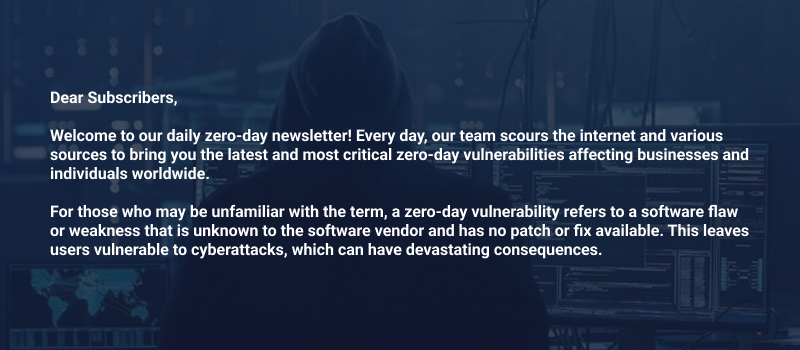 Dear Subscribers,
Welcome to our daily zero-day newsletter! Every day, our team scours the internet and various
sources to bring you the latest and most critical zero-day vulnerabilities affecting businesses and
individuals worldwide.
For those who may be unfamiliar with the term, a zero-day vulnerability refers to a software flaw
or weakness that is unknown to the software vendor and has no patch or fix available. This leaves
users vulnerable to cyberattacks, which can have devastating consequences.